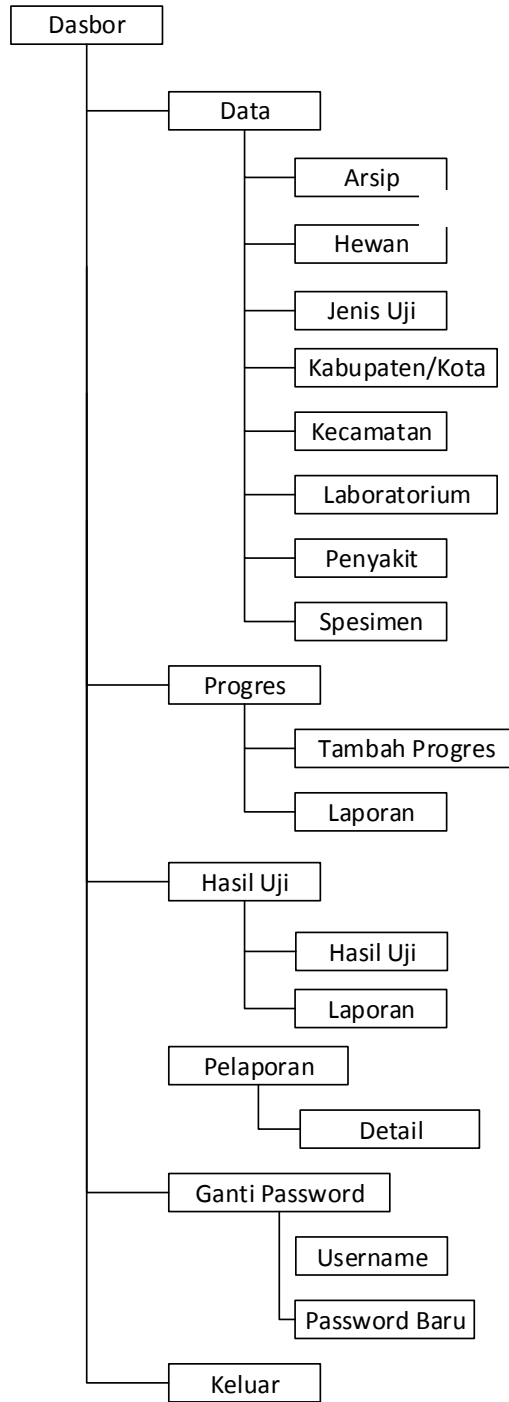 Dasbor
Data
Arsip
Hewan
Jenis Uji
Kabupaten/Kota
Kecamatan
Laboratorium
Penyakit
Spesimen
Progres
Tambah Progres
Laporan
Hasil Uji
Hasil Uji
Laporan
Pelaporan
Detail
Ganti Password
Username
Password Baru
Keluar